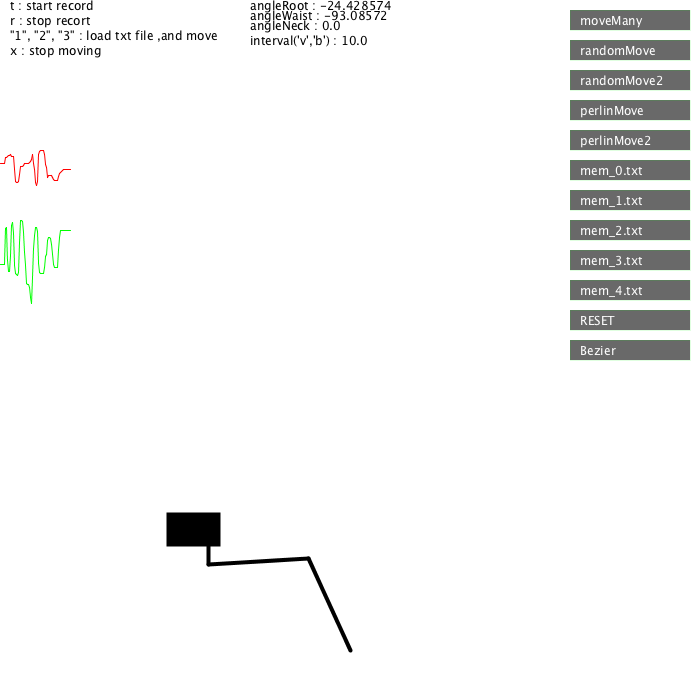 t : start record
r : stop recort
"1", "2", "3" : load txt file ,and move
x : stop moving
angleRoot : -24.428574
angleWaist : -93.08572
angleNeck : 0.0
interval('v','b') : 10.0
moveMany
randomMove
randomMove2
perlinMove
perlinMove2
mem_0.txt
mem_1.txt
mem_2.txt
mem_3.txt
mem_4.txt
RESET
Bezier